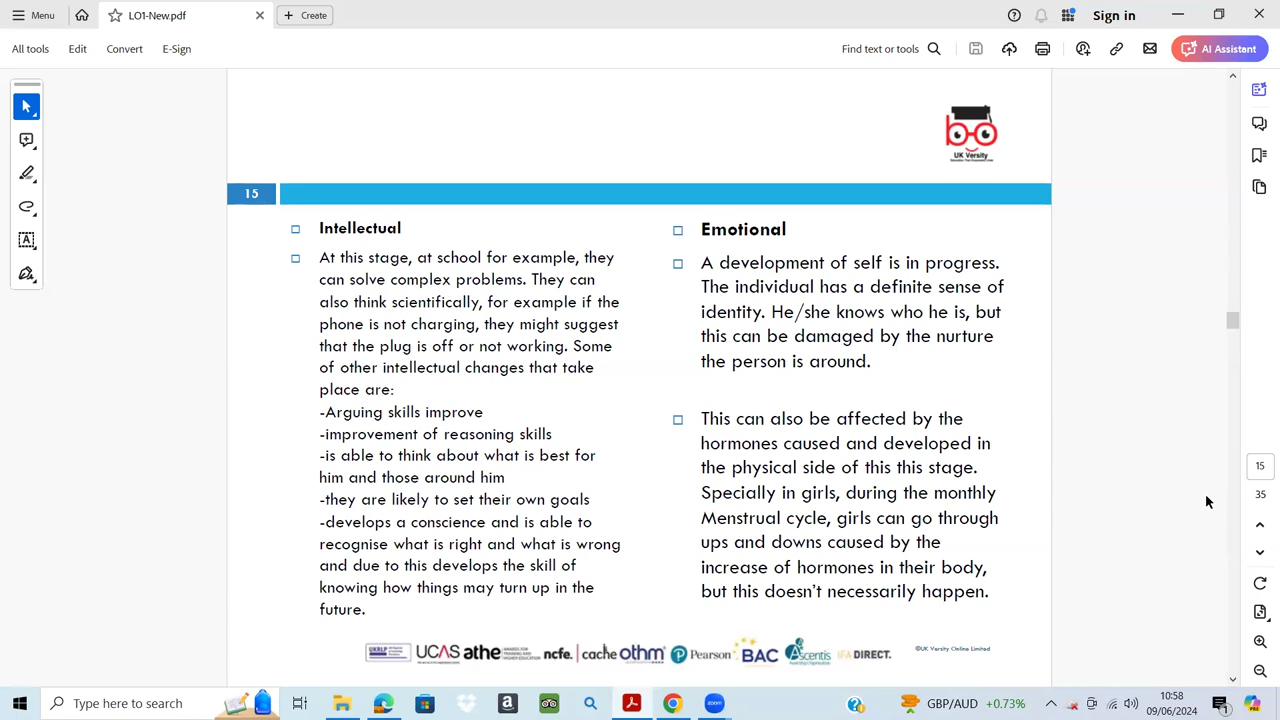 Menu
LO1-New.pdf
Create
Sign in
All tools
Edit
Convert
E-Sign
Find text or tools
AI Assistant
UK Versity
15
Intellectual
At this stage, at school for example, they
can solve complex problems. They can
also think scientifically, for example if the
phone is not charging, they might suggest
that the plug is off or not working. Some
of other intellectual changes that take
place are:
-Arguing skills improve
-improvement of reasoning skills
-is able to think about what is best for
him and those around him
-they are likely to set their own goals
-develops a conscience and is able to
recognise what is right and what is wrong
and due to this develops the skill of
knowing how things may turn up in the
future.
Emotional
A development of self is in progress.
The individual has a definite sense of
identity. He/she knows who he is, but
this can be damaged by the nurture
the person is around.
This can also be affected by the
hormones caused and developed in
the physical side of this this stage.
Specially in girls, during the monthly
Menstrual cycle, girls can go through
ups and downs caused by the
increase of hormones in their body,
but this doesn't necessarily happen.
15
35
UKRLP
UCAS
athe
ncfe.
cache
othm
Pearson
BAC
Ascentis
IFA DIRECT.
©UK Versity Online Limited
Type here to search
zoom
GBP/AUD +0.73%
10:58
09/06/2024
1